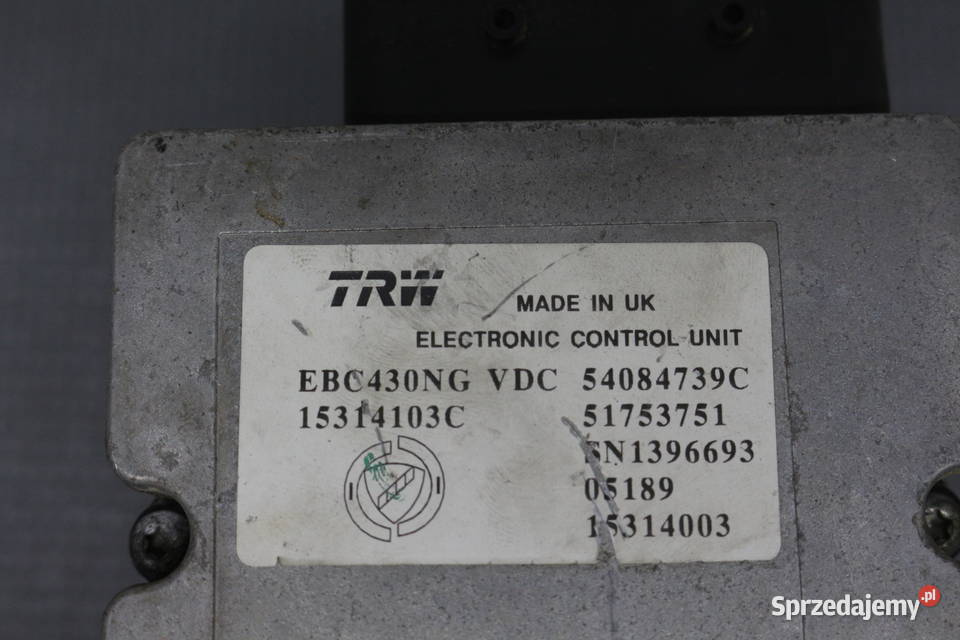 TRW
MADE IN UK
ELECTRONIC CONTROL UNIT
EBC430NG VDC 54084739C
15314103C 51753751
SN1396693
05189
15314003
Sprzedajemy.pl